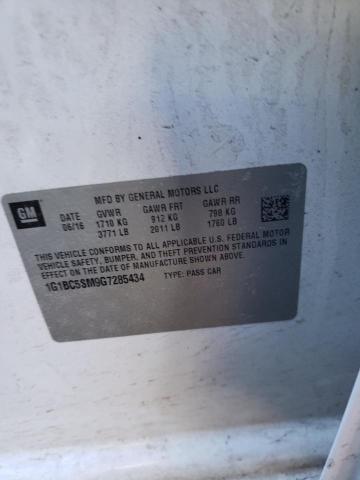 MFD BY GENERAL MOTORS LLC
GM DATE GVWR GAWR FRT GAWR RR
06/16 1710 KG 912 KG 798 KG
3771 LB 2011 LB 1760 LB
THIS VEHICLE CONFORMS TO ALL APPLICABLE U.S. FEDERAL MOTOR
VEHICLE SAFETY, BUMPER, AND THEFT PREVENTION STANDARDS IN
EFFECT ON THE DATE OF MANUFACTURE SHOWN ABOVE.
1G1BC5SM9G7285434 TYPE: PASS CAR